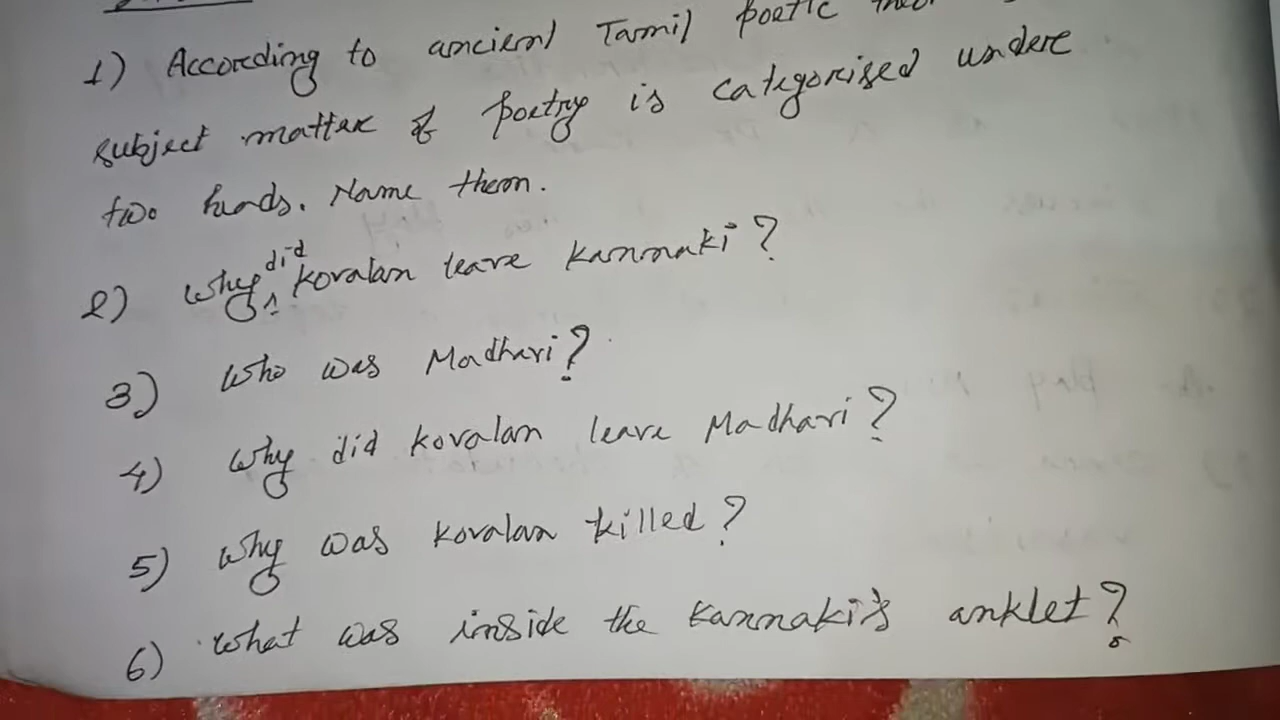 1) According to ancient Tamil poetic
subject matter of poetry is categorised under
two heads. Name them.
2) Why did kovalan leave kannaki?
3) Who was Madhavi?
4) Why did kovalan leave Madhavi?
5) Why was kovalan killed?
6) What was inside the kannaki's anklet?